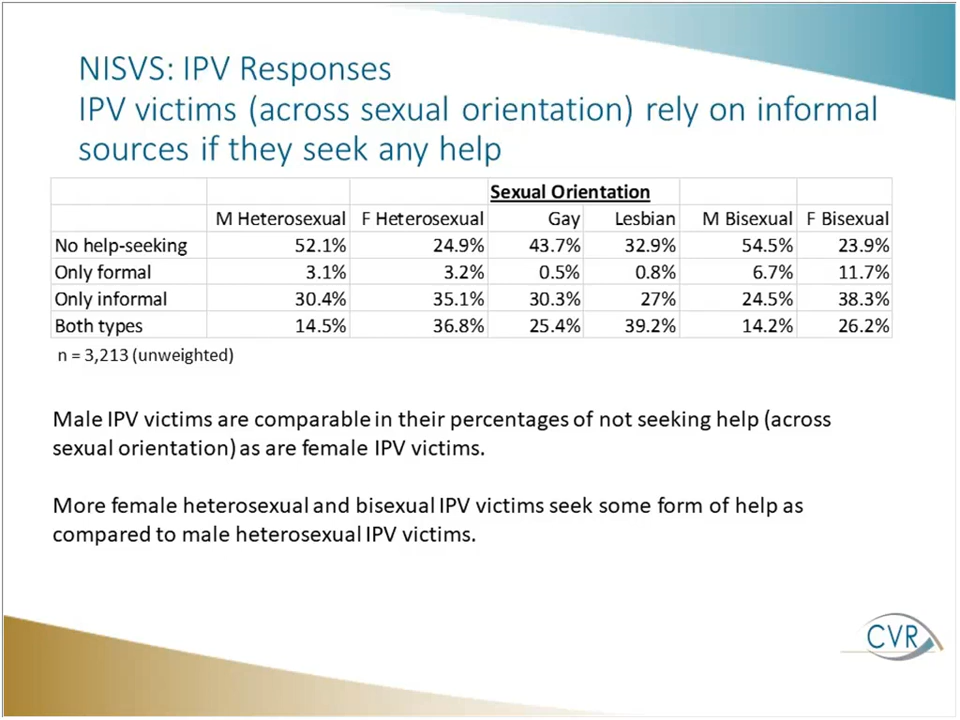 NISVS: IPV Responses
IPV victims (across sexual orientation) rely on informal
sources if they seek any help
Sexual Orientation
M Heterosexual F Heterosexual Gay Lesbian M Bisexual F Bisexual
No help-seeking 52.1% 24.9% 43.7% 32.9% 54.5% 23.9%
Only formal 3.1% 3.2% 0.5% 0.8% 6.7% 11.7%
Only informal 30.4% 35.1% 30.3% 27% 24.5% 38.3%
Both types 14.5% 36.8% 25.4% 39.2% 14.2% 26.2%
n = 3,213 (unweighted)
Male IPV victims are comparable in their percentages of not seeking help (across
sexual orientation) as are female IPV victims.
More female heterosexual and bisexual IPV victims seek some form of help as
compared to male heterosexual IPV victims.
CVR